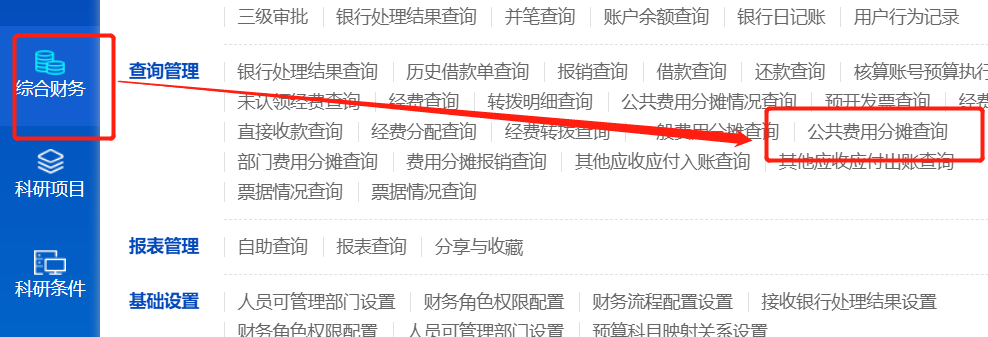 三级审批 银行处理结果查询 并笔查询 账户余额查询 银行日记账 用户行为记录
综合财务
查询管理 银行处理结果查询 历史借款单查询 报销查询 借款查询 还款查询 核算账号预算执行
未认领经费查询 经费查询 转拨明细查询 公共费用分摊情况查询 预开发票查询 经费
直接收款查询 经费分配查询 经费转拨查询 一般费用分摊查询 公共费用分摊查询
部门费用分摊查询 费用分摊报销查询 其他应收应付入账查询 其他应收应付出账查询
科研项目
票据情况查询 票据情况查询
报表管理 自助查询 报表查询 分享与收藏
科研条件
基础设置 人员可管理部门设置 财务角色权限配置 财务流程配置设置 接收银行处理结果设置
财务角色权限配置 人员可管理部门设置 预算科目映射关系设置